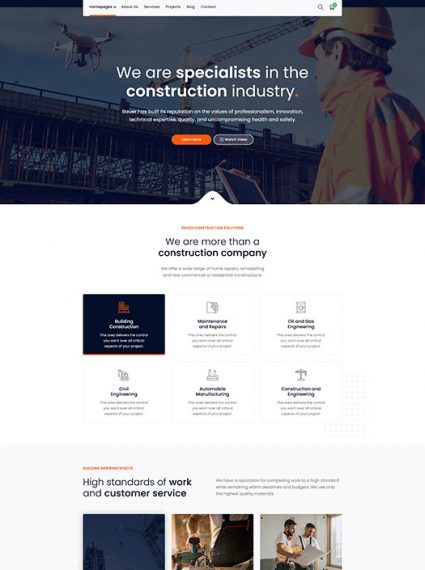 Homepages About Us Services Projects Blog Contact
We are specialists in the
construction industry.
Bauer has built its reputation on the values of professionalism, innovation,
technical expertise, quality, and uncompromising health and safety.
Learn More Watch Video
BAUER CONSTRUCTION SOLUTIONS
We are more than a
construction company
We offer a wide range of home repairs, remodeling
and new commercial or residential constructions
Building
Construction
This area delivers the control
you want over all critical
aspects of your project.
Maintenance
and Repairs
This area delivers the control
you want over all critical
aspects of your project.
Oil and Gas
Engineering
This area delivers the control
you want over all critical
aspects of your project.
Civil
Engineering
This area delivers the control
you want over all critical
aspects of your project.
Automobile
Manufacturing
This area delivers the control
you want over all critical
aspects of your project.
Construction and
Engineering
This area delivers the control
you want over all critical
aspects of your project.
BUILDING INSPIRING SPACES
High standards of work
and customer service
We have a reputation for completing work to a high standard
while remaining within deadlines and budgets. We use only
the highest quality materials.